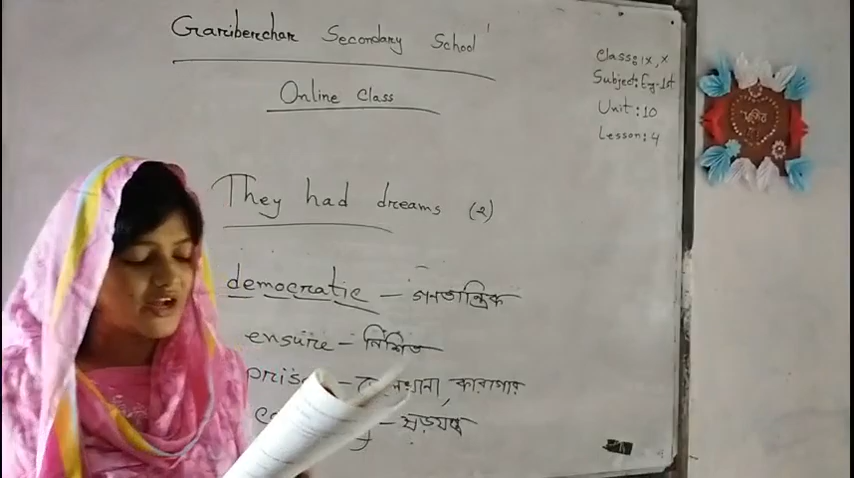 Gariberchar Secondary School
Online Class
Class: IX, X
Subject: Eng-1st
Unit: 10
Lesson: 4
They had dreams (2)
democratic – গনতান্ত্রিক
ensure – নিশ্চিত
কারাগার
ষড়যন্ত্র